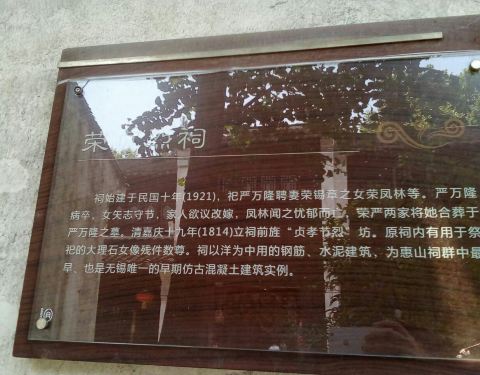 荣 祠
祠始建于民国十年(1921)，祀严万隆聘妻荣锡章之女荣凤林等。严万隆
病卒，女矢志守节，家人欲议改嫁，凤林闻之忧郁而亡，荣严两家将她合葬于
严万隆之墓。清嘉庆十九年(1814)立祠前旌“贞孝节烈”坊。原祠内有用于祭
祀的大理石女像残件数尊。祠以洋为中用的钢筋、水泥建筑，为惠山祠群中最
早、也是无锡唯一的早期仿古混凝土建筑实例。